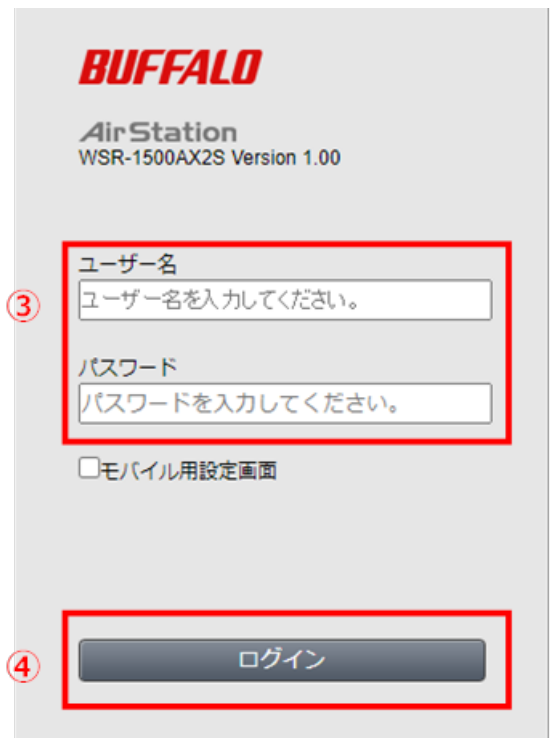 BUFFALO
AirStation
WSR-1500AX2S Version 1.00
ユーザー名
③
ユーザー名を入力してください。
パスワード
パスワードを入力してください。
モバイル用設定画面
④
ログイン